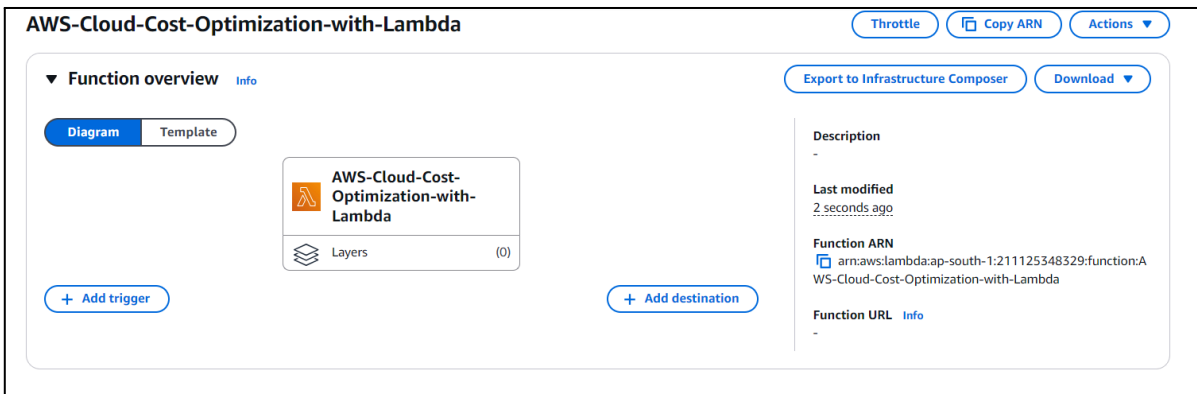 AWS-Cloud-Cost-Optimization-with-Lambda
Throttle
Copy ARN
Actions
Function overview Info
Export to Infrastructure Composer
Download
Diagram
Template
AWS-Cloud-Cost-
Optimization-with-
Lambda
Layers (0)
+ Add trigger
+ Add destination
Description
-
Last modified
2 seconds ago
Function ARN
arn:aws:lambda:ap-south-1:211125348329:function:A
WS-Cloud-Cost-Optimization-with-Lambda
Function URL Info
-